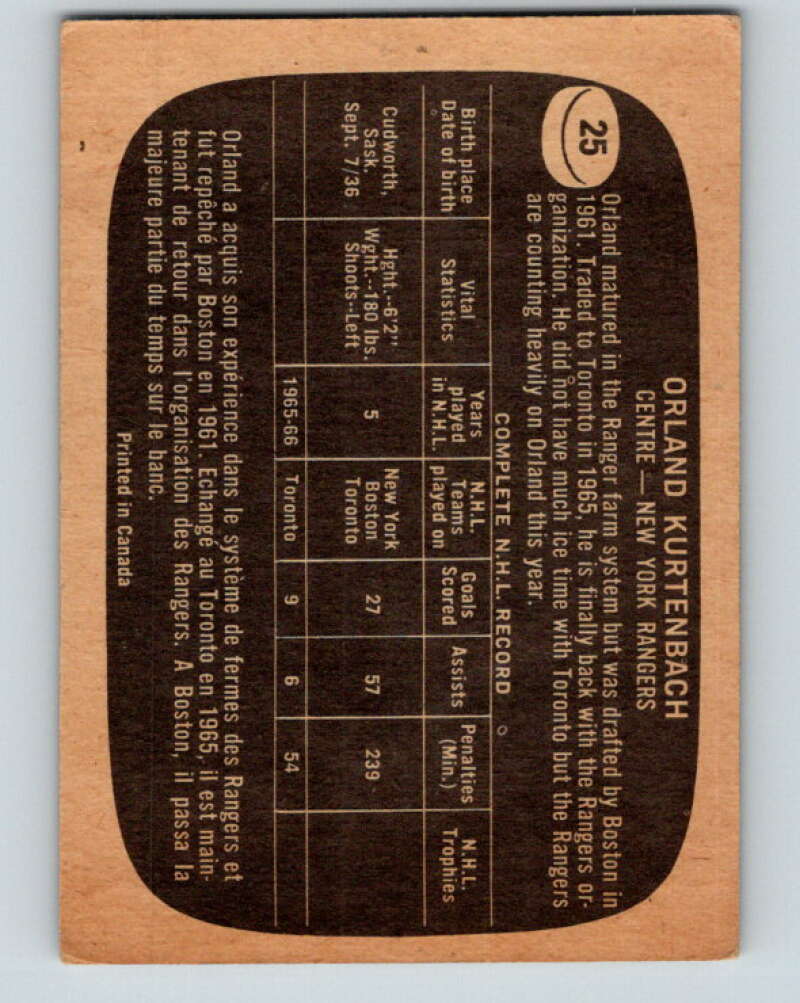 ORLAND KURTENBACH
CENTRE — NEW YORK RANGERS
25
Orland matured in the Ranger farm system but was drafted by Boston in
1961. Traded to Toronto in 1965, he is finally back with the Rangers or-
ganization. He did not have much ice time with Toronto but the Rangers
are counting heavily on Orland this year.
COMPLETE N.H.L. RECORD
Birth place Date of birth
Vital Statistics
Years played in N.H.L.
N.H.L. Teams played on
Goals Scored
Assists
Penalties (Min.)
N.H.L. Trophies
Cudworth, Sask. Sept. 7/36
Hght.--6'2" Wght.--180 lbs. Shoots--Left
5
New York Boston Toronto
27
57
239
1965-66
Toronto
9
6
54
Orland a acquis son expérience dans le système de fermes des Rangers et
fut repêché par Boston en 1961. Echangé au Toronto en 1965, il est main-
tenant de retour dans l'organisation des Rangers. A Boston, il passa la
majeure partie du temps sur le banc.
Printed in Canada